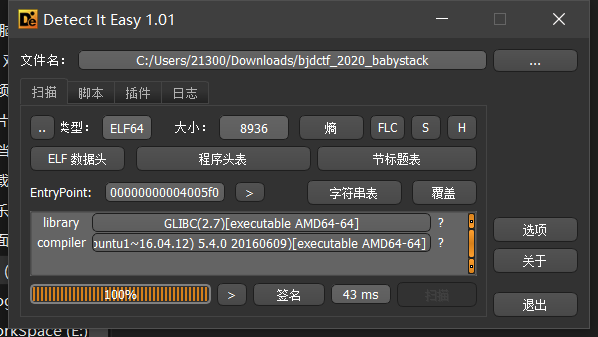 Detect It Easy 1.01
文件名： C:/Users/21300/Downloads/bjdctf_2020_babystack ...
扫描 脚本 插件 日志
.. 类型： ELF64 大小： 8936 熵 FLC S H
ELF 数据头 程序头表 节标题表
EntryPoint: 00000000004005f0 > 字符串表 覆盖
library GLIBC(2.7)[executable AMD64-64] ?
compiler buntu1~16.04.12) 5.4.0 20160609)[executable AMD64-64] ?
选项
关于
100% > 签名 43 ms 扫描
退出
orkSpace (E:)